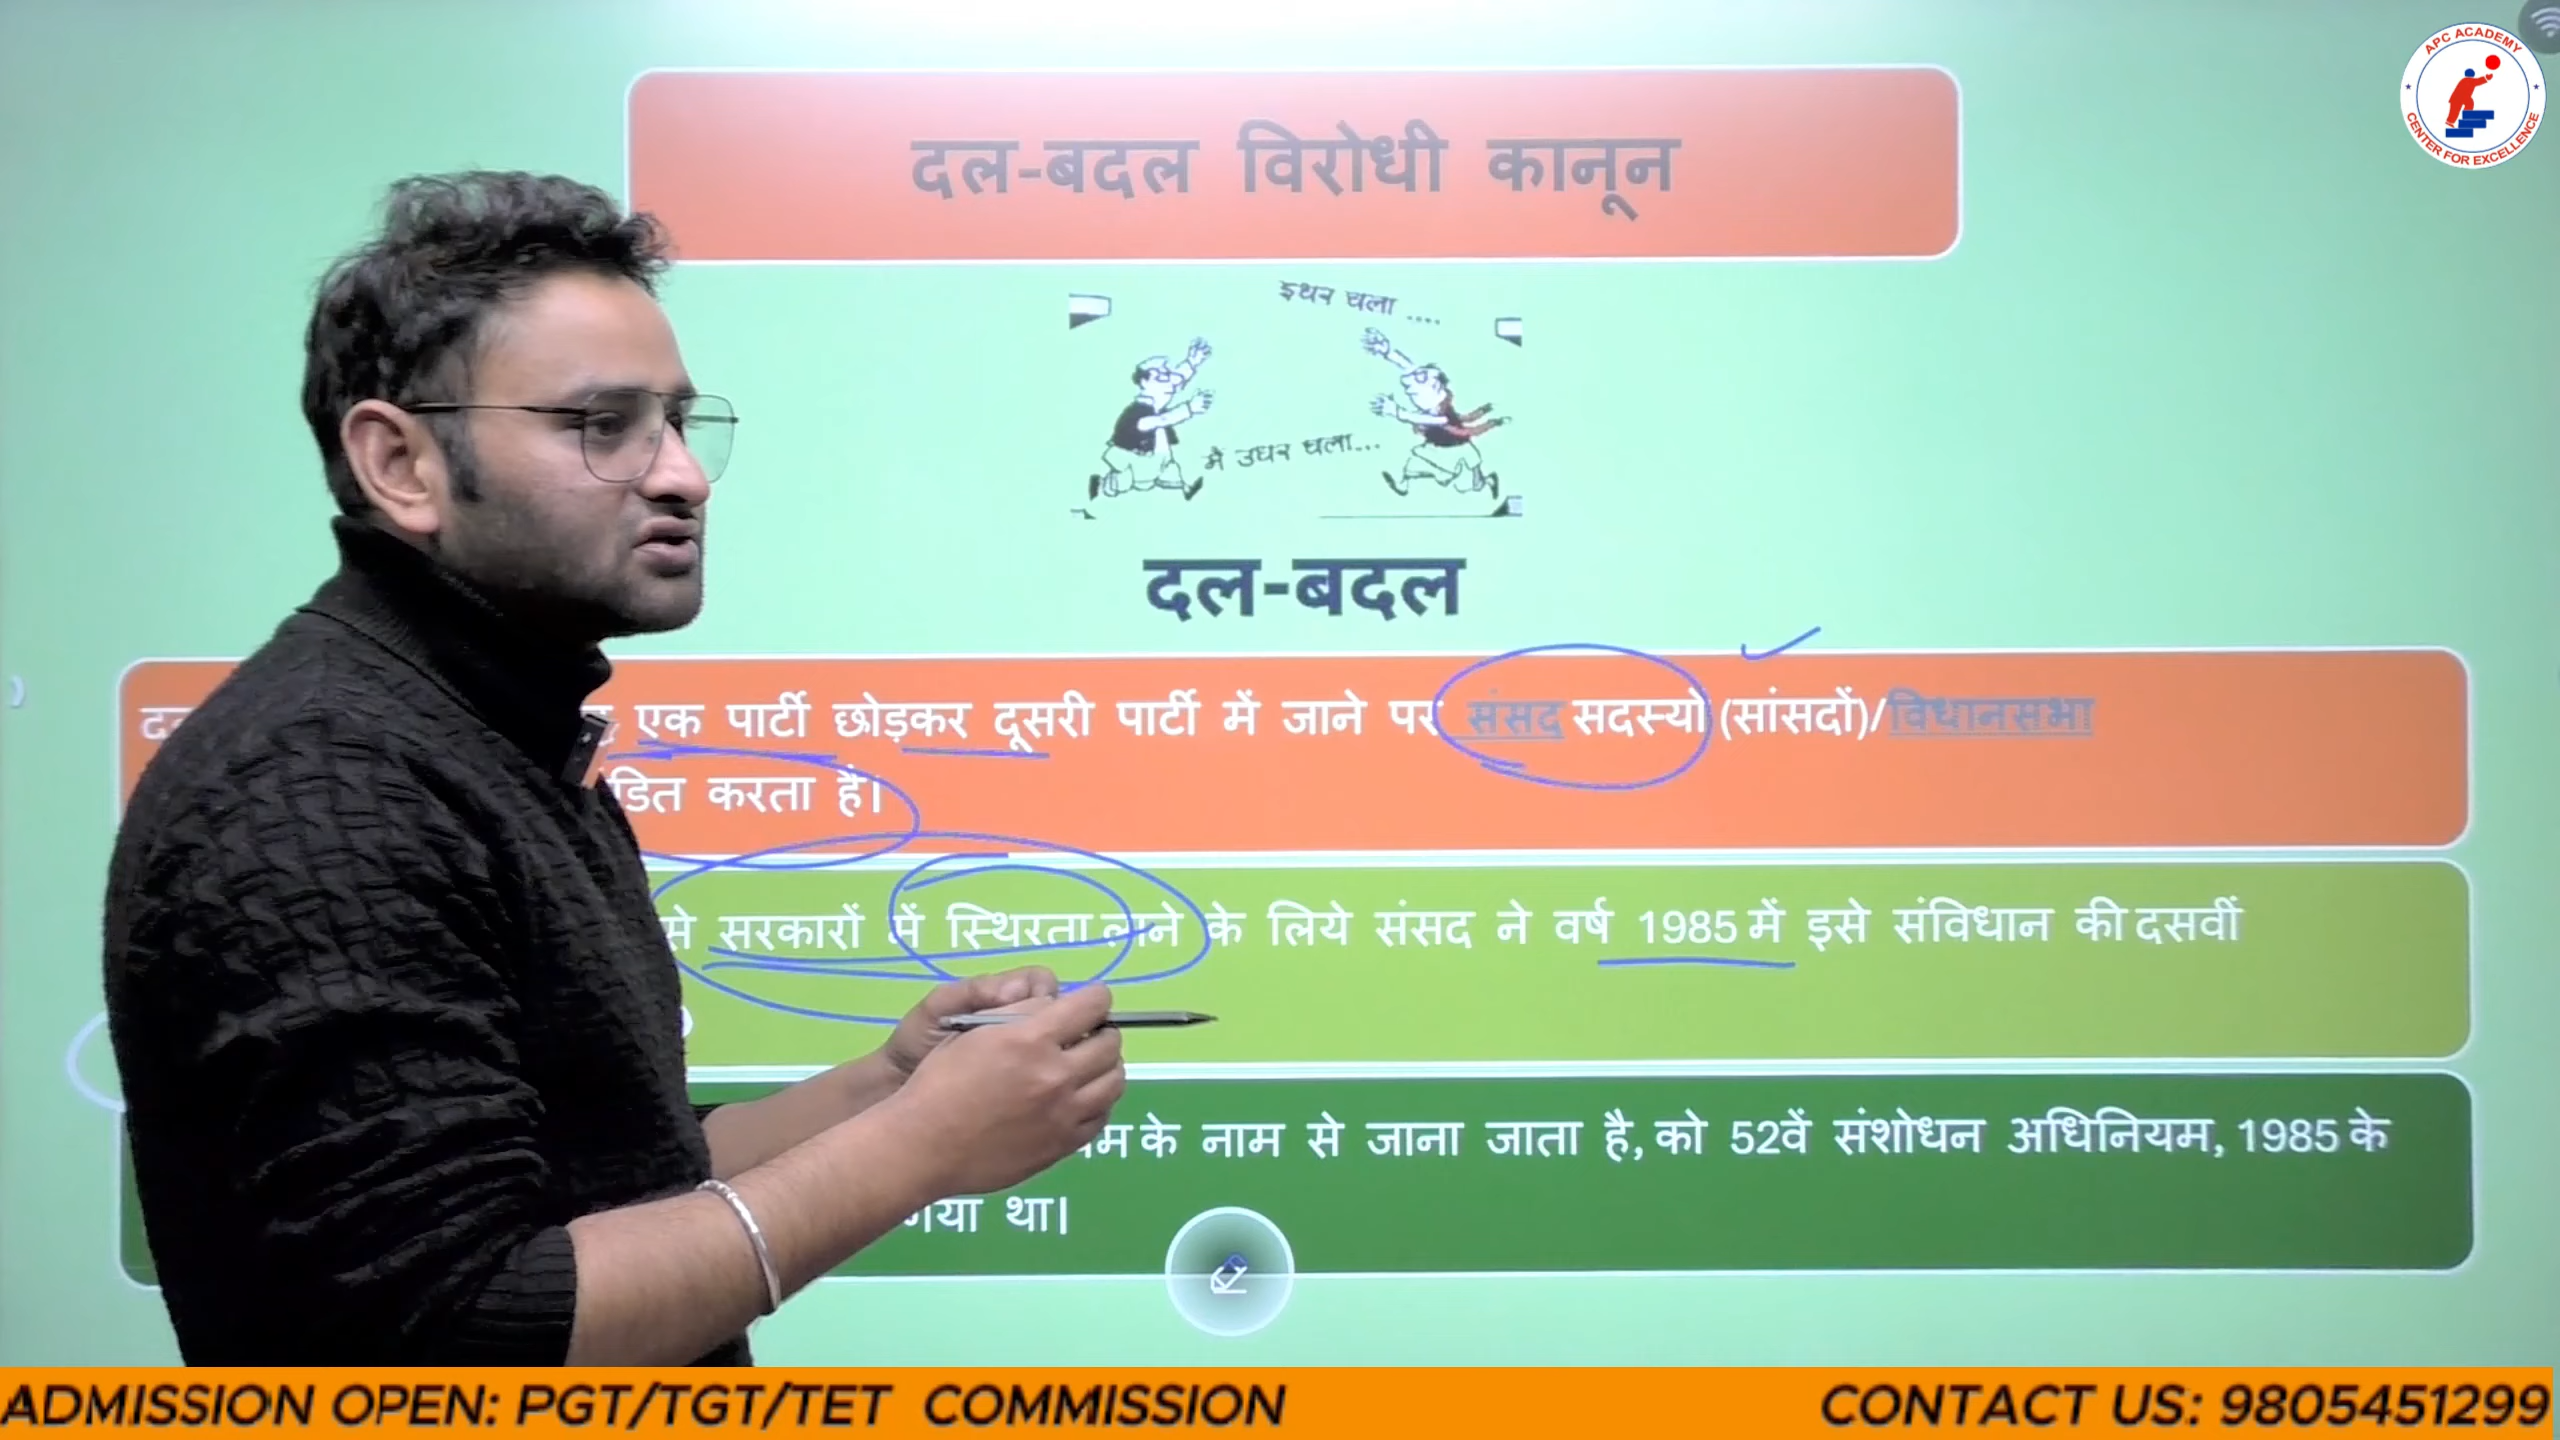 APC ACADEMY
CENTER FOR EXCELLENCE
दल-बदल विरोधी कानून
इधर चला ....
मैं उधर चला...
दल-बदल
एक पार्टी छोड़कर दूसरी पार्टी में जाने पर संसद सदस्यों (सांसदों)/विधानसभा
करता है।
से सरकारों में स्थिरता लाने के लिये संसद ने वर्ष 1985 में इसे संविधान की दसवीं
के नाम से जाना जाता है, को 52वें संशोधन अधिनियम, 1985 के
गया था।
ADMISSION OPEN: PGT/TGT/TET COMMISSION
CONTACT US: 9805451299